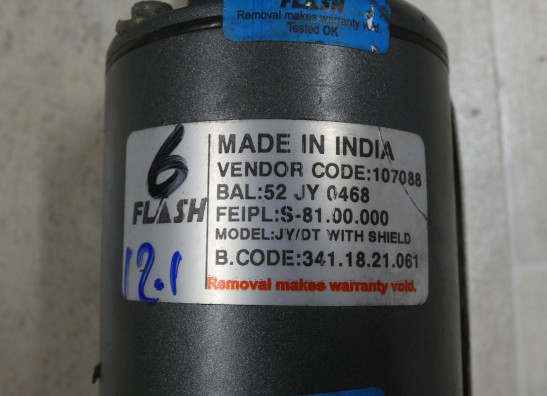 FLASH
Removal makes warranty void.
Tested OK
6
FLASH
12.1
MADE IN INDIA
VENDOR CODE:107088
BAL:52 JY 0468
FEIPL:S-81.00.000
MODEL:JY/DT WITH SHIELD
B.CODE:341.18.21.061
Removal makes warranty void.